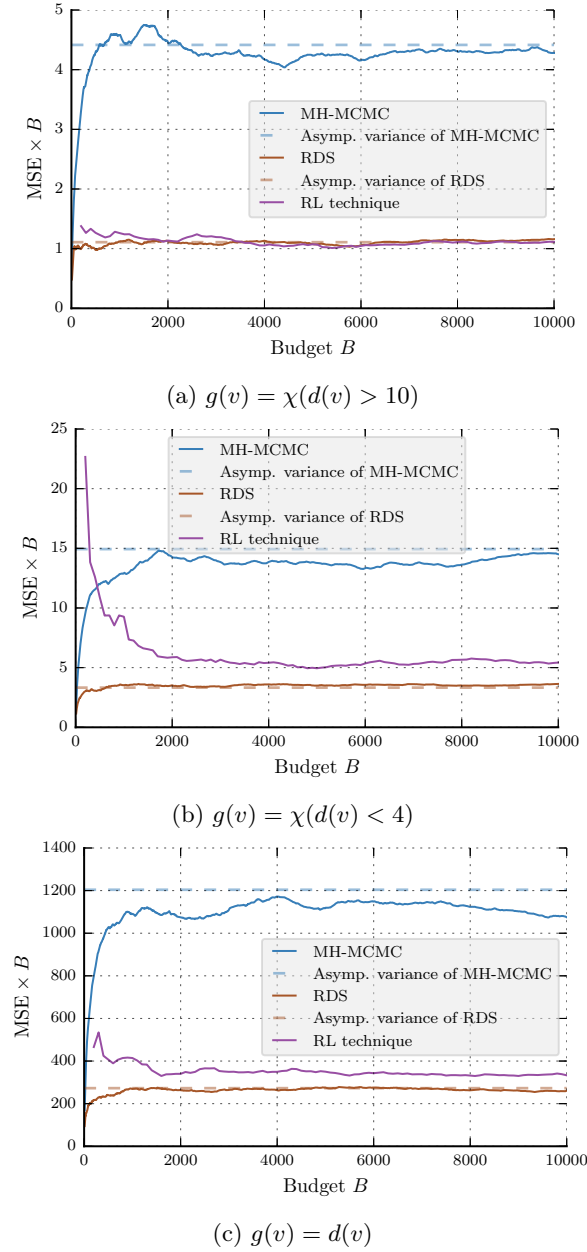 5
4
3
2
1
0
MSE × B
MH-MCMC
Asymp. variance of MH-MCMC
RDS
Asymp. variance of RDS
RL technique
0 2000 4000 6000 8000 10000
Budget B
(a) g(v) = χ(d(v) > 10)
25
20
15
10
5
0
MSE × B
MH-MCMC
Asymp. variance of MH-MCMC
RDS
Asymp. variance of RDS
RL technique
0 2000 4000 6000 8000 10000
Budget B
(b) g(v) = χ(d(v) < 4)
1400
1200
1000
800
600
400
200
0
MSE × B
MH-MCMC
Asymp. variance of MH-MCMC
RDS
Asymp. variance of RDS
RL technique
0 2000 4000 6000 8000 10000
Budget B
(c) g(v) = d(v)